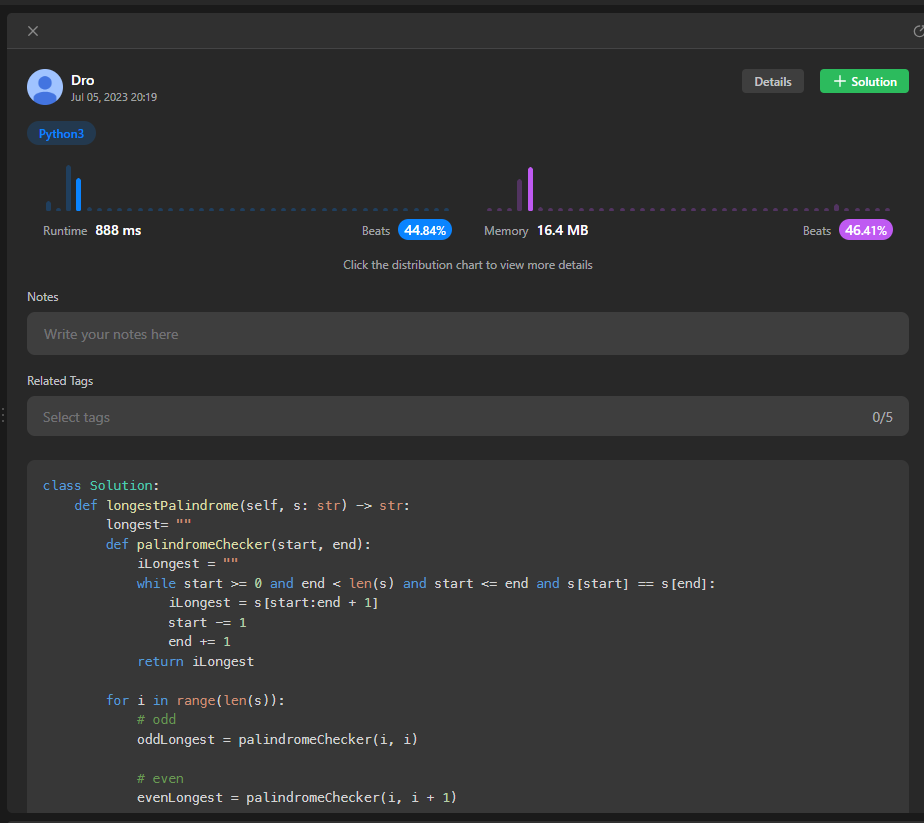 Dro
Details
+ Solution
Jul 05, 2023 20:19
Python3
Runtime 888 ms
Beats 44.84%
Memory 16.4 MB
Beats 46.41%
Click the distribution chart to view more details
Notes
Write your notes here
Related Tags
Select tags
0/5
class Solution:
    def longestPalindrome(self, s: str) -> str:
        longest= ""
        def palindromeChecker(start, end):
            iLongest = ""
            while start >= 0 and end < len(s) and start <= end and s[start] == s[end]:
                iLongest = s[start:end + 1]
                start -= 1
                end += 1
            return iLongest
        for i in range(len(s)):
            # odd
            oddLongest = palindromeChecker(i, i)
            # even
            evenLongest = palindromeChecker(i, i + 1)